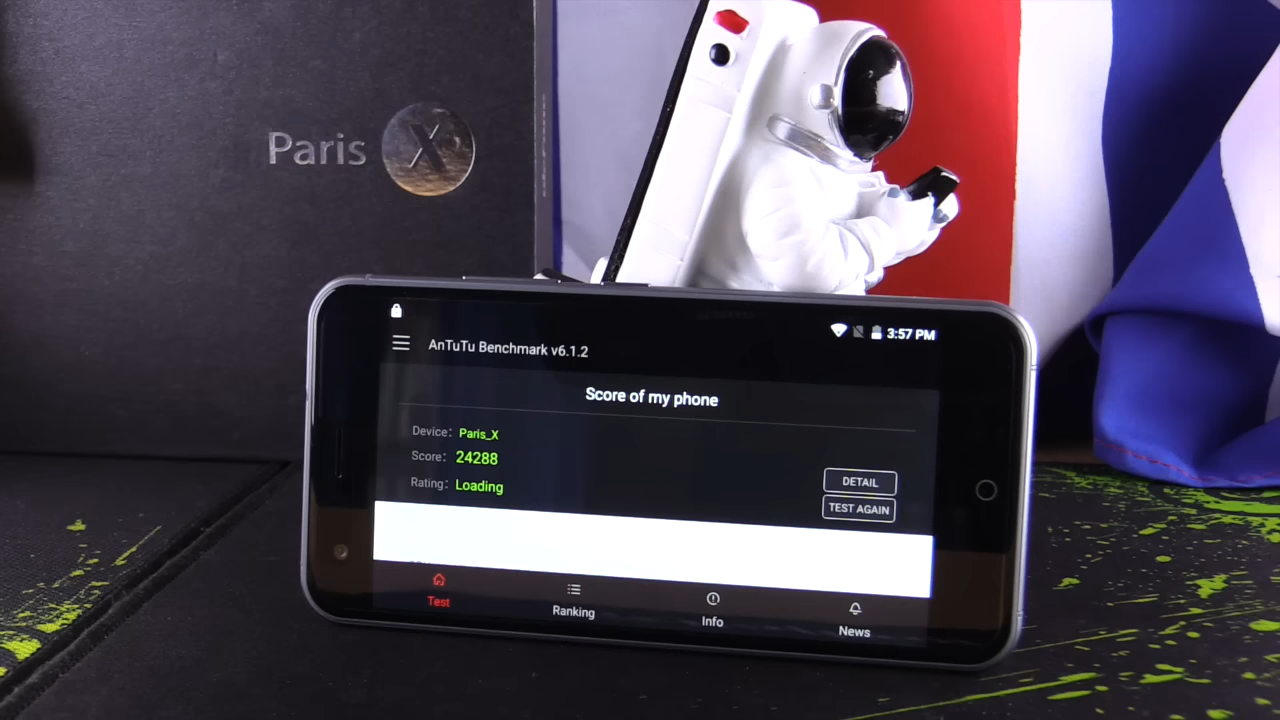 Paris X
3:57 PM
AnTuTu Benchmark v6.1.2
Score of my phone
Device: Paris_X
Score: 24288
Rating: Loading
DETAIL
TEST AGAIN
Test
Ranking
Info
News